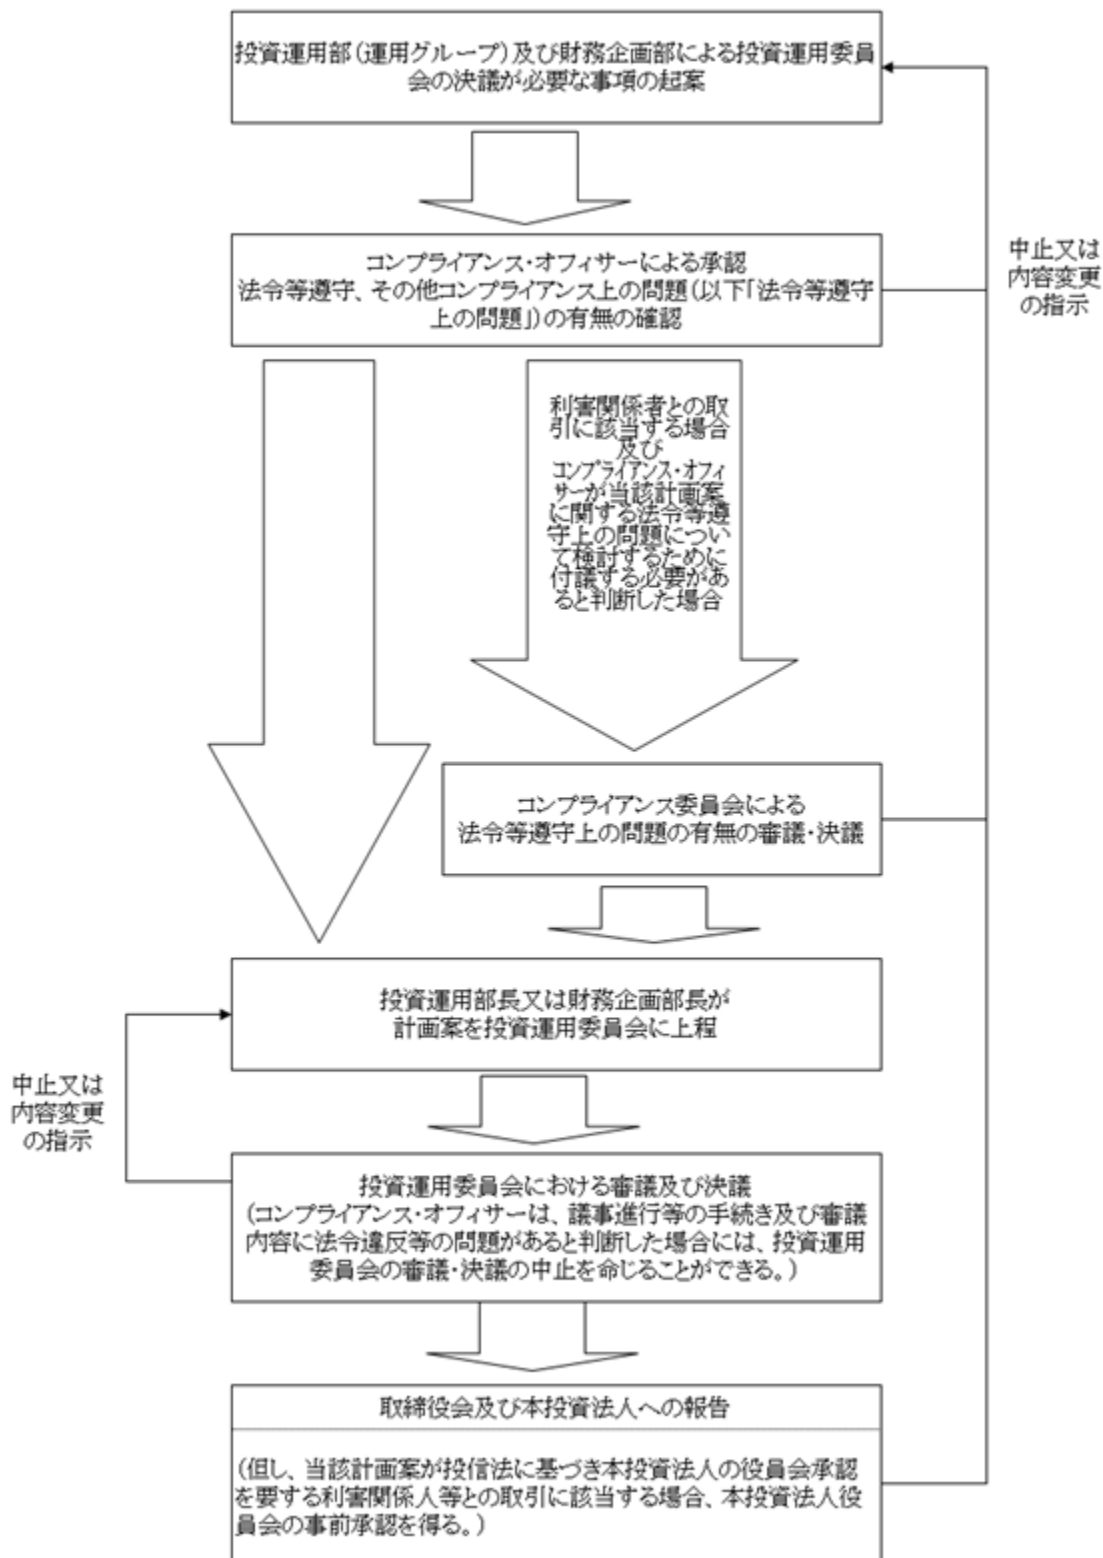 投資運用部（運用グループ）及び財務企画部による投資運用委員
会の決議が必要な事項の起案
中止又は
内容変更
の指示
コンプライアンス・オフィサーによる承認
法令等遵守、その他コンプライアンス上の問題（以下「法令等遵守
上の問題」）の有無の確認
利害関係者との取
引に該当する場合
及び
コンプライアンス・オフィ
サーが当該計画案
に関する法令等遵
守上の問題につい
て検討するために
付議する必要があ
ると判断した場合
コンプライアンス委員会による
法令等遵守上の問題の有無の審議・決議
投資運用部長又は財務企画部長が
計画案を投資運用委員会に上程
中止又は
内容変更
の指示
投資運用委員会における審議及び決議
（コンプライアンス・オフィサーは、議事進行等の手続き及び審議
内容に法令違反等の問題があると判断した場合には、投資運用
委員会の審議・決議の中止を命じることができる。）
取締役会及び本投資法人への報告
（但し、当該計画案が投信法に基づき本投資法人の役員会承認
を要する利害関係人等との取引に該当する場合、本投資法人役
員会の事前承認を得る。）